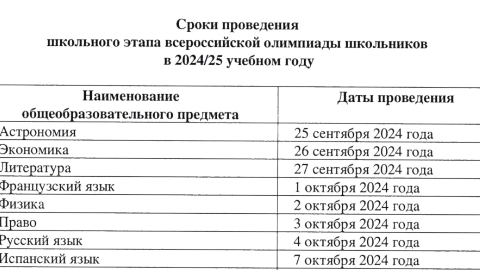 Сроки проведения
школьного этапа всероссийской олимпиады школьников
в 2024/25 учебном году
Наименование общеобразовательного предмета Даты проведения
Астрономия 25 сентября 2024 года
Экономика 26 сентября 2024 года
Литература 27 сентября 2024 года
Французский язык 1 октября 2024 года
Физика 2 октября 2024 года
Право 3 октября 2024 года
Русский язык 4 октября 2024 года
Испанский язык 7 октября 2024 года